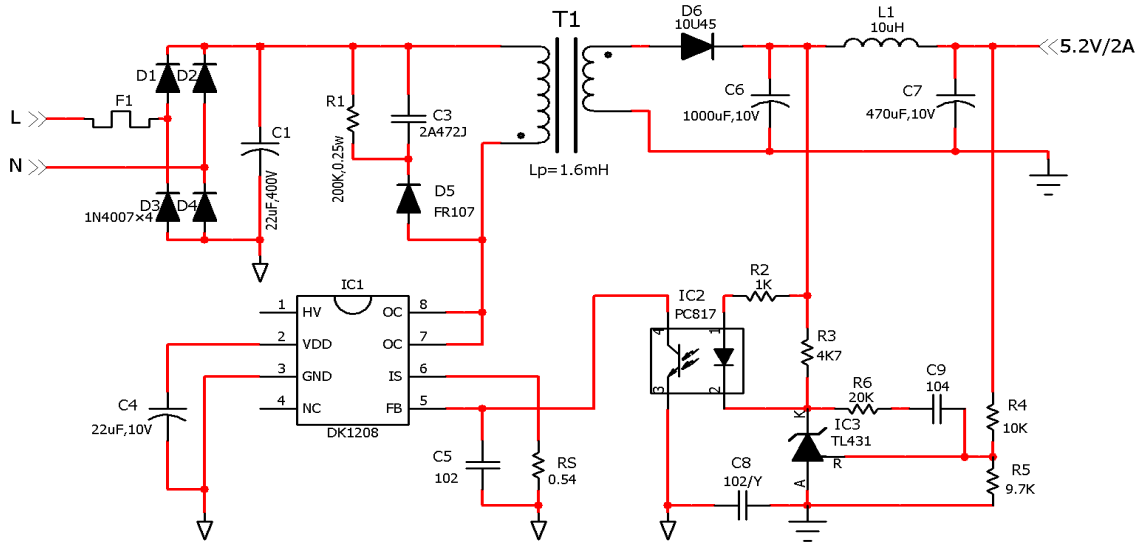 T1
D6
10U45
L1
10uH
5.2V/2A
D1
D2
F1
L
N
C1
22uF,400V
R1
200K,0.25w
C3
2A472J
D5
FR107
Lp=1.6mH
C6
1000uF,10V
C7
470uF,10V
D3
D4
1N4007×4
IC1
1
HV
OC
8
2
VDD
OC
7
3
GND
IS
6
4
NC
FB
5
DK1208
C4
22uF,10V
C5
102
RS
0.54
IC2
PC817
4
1
3
2
R2
1K
R3
4K7
R6
20K
C9
104
R4
10K
R5
9.7K
K
IC3
TL431
R
A
C8
102/Y